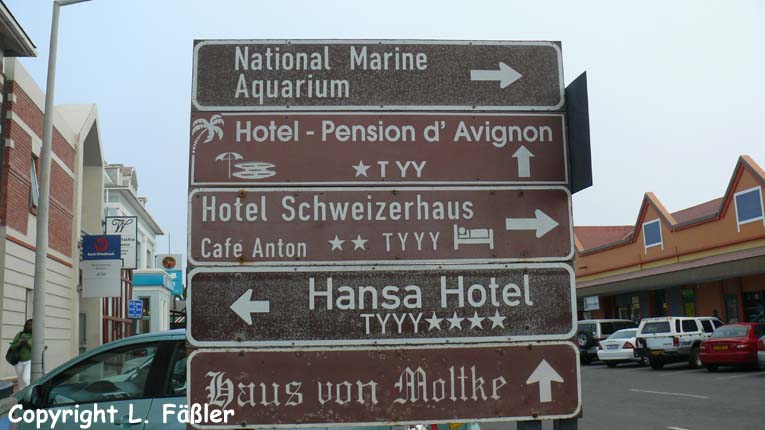 National Marine
Aquarium
Hotel - Pension d' Avignon
★ T YY
Hotel Schweizerhaus
Cafe Anton ★★ TYYY
Hansa Hotel
TYYY★★★★
Haus von Moltke
W
Copyright L. Fäßler